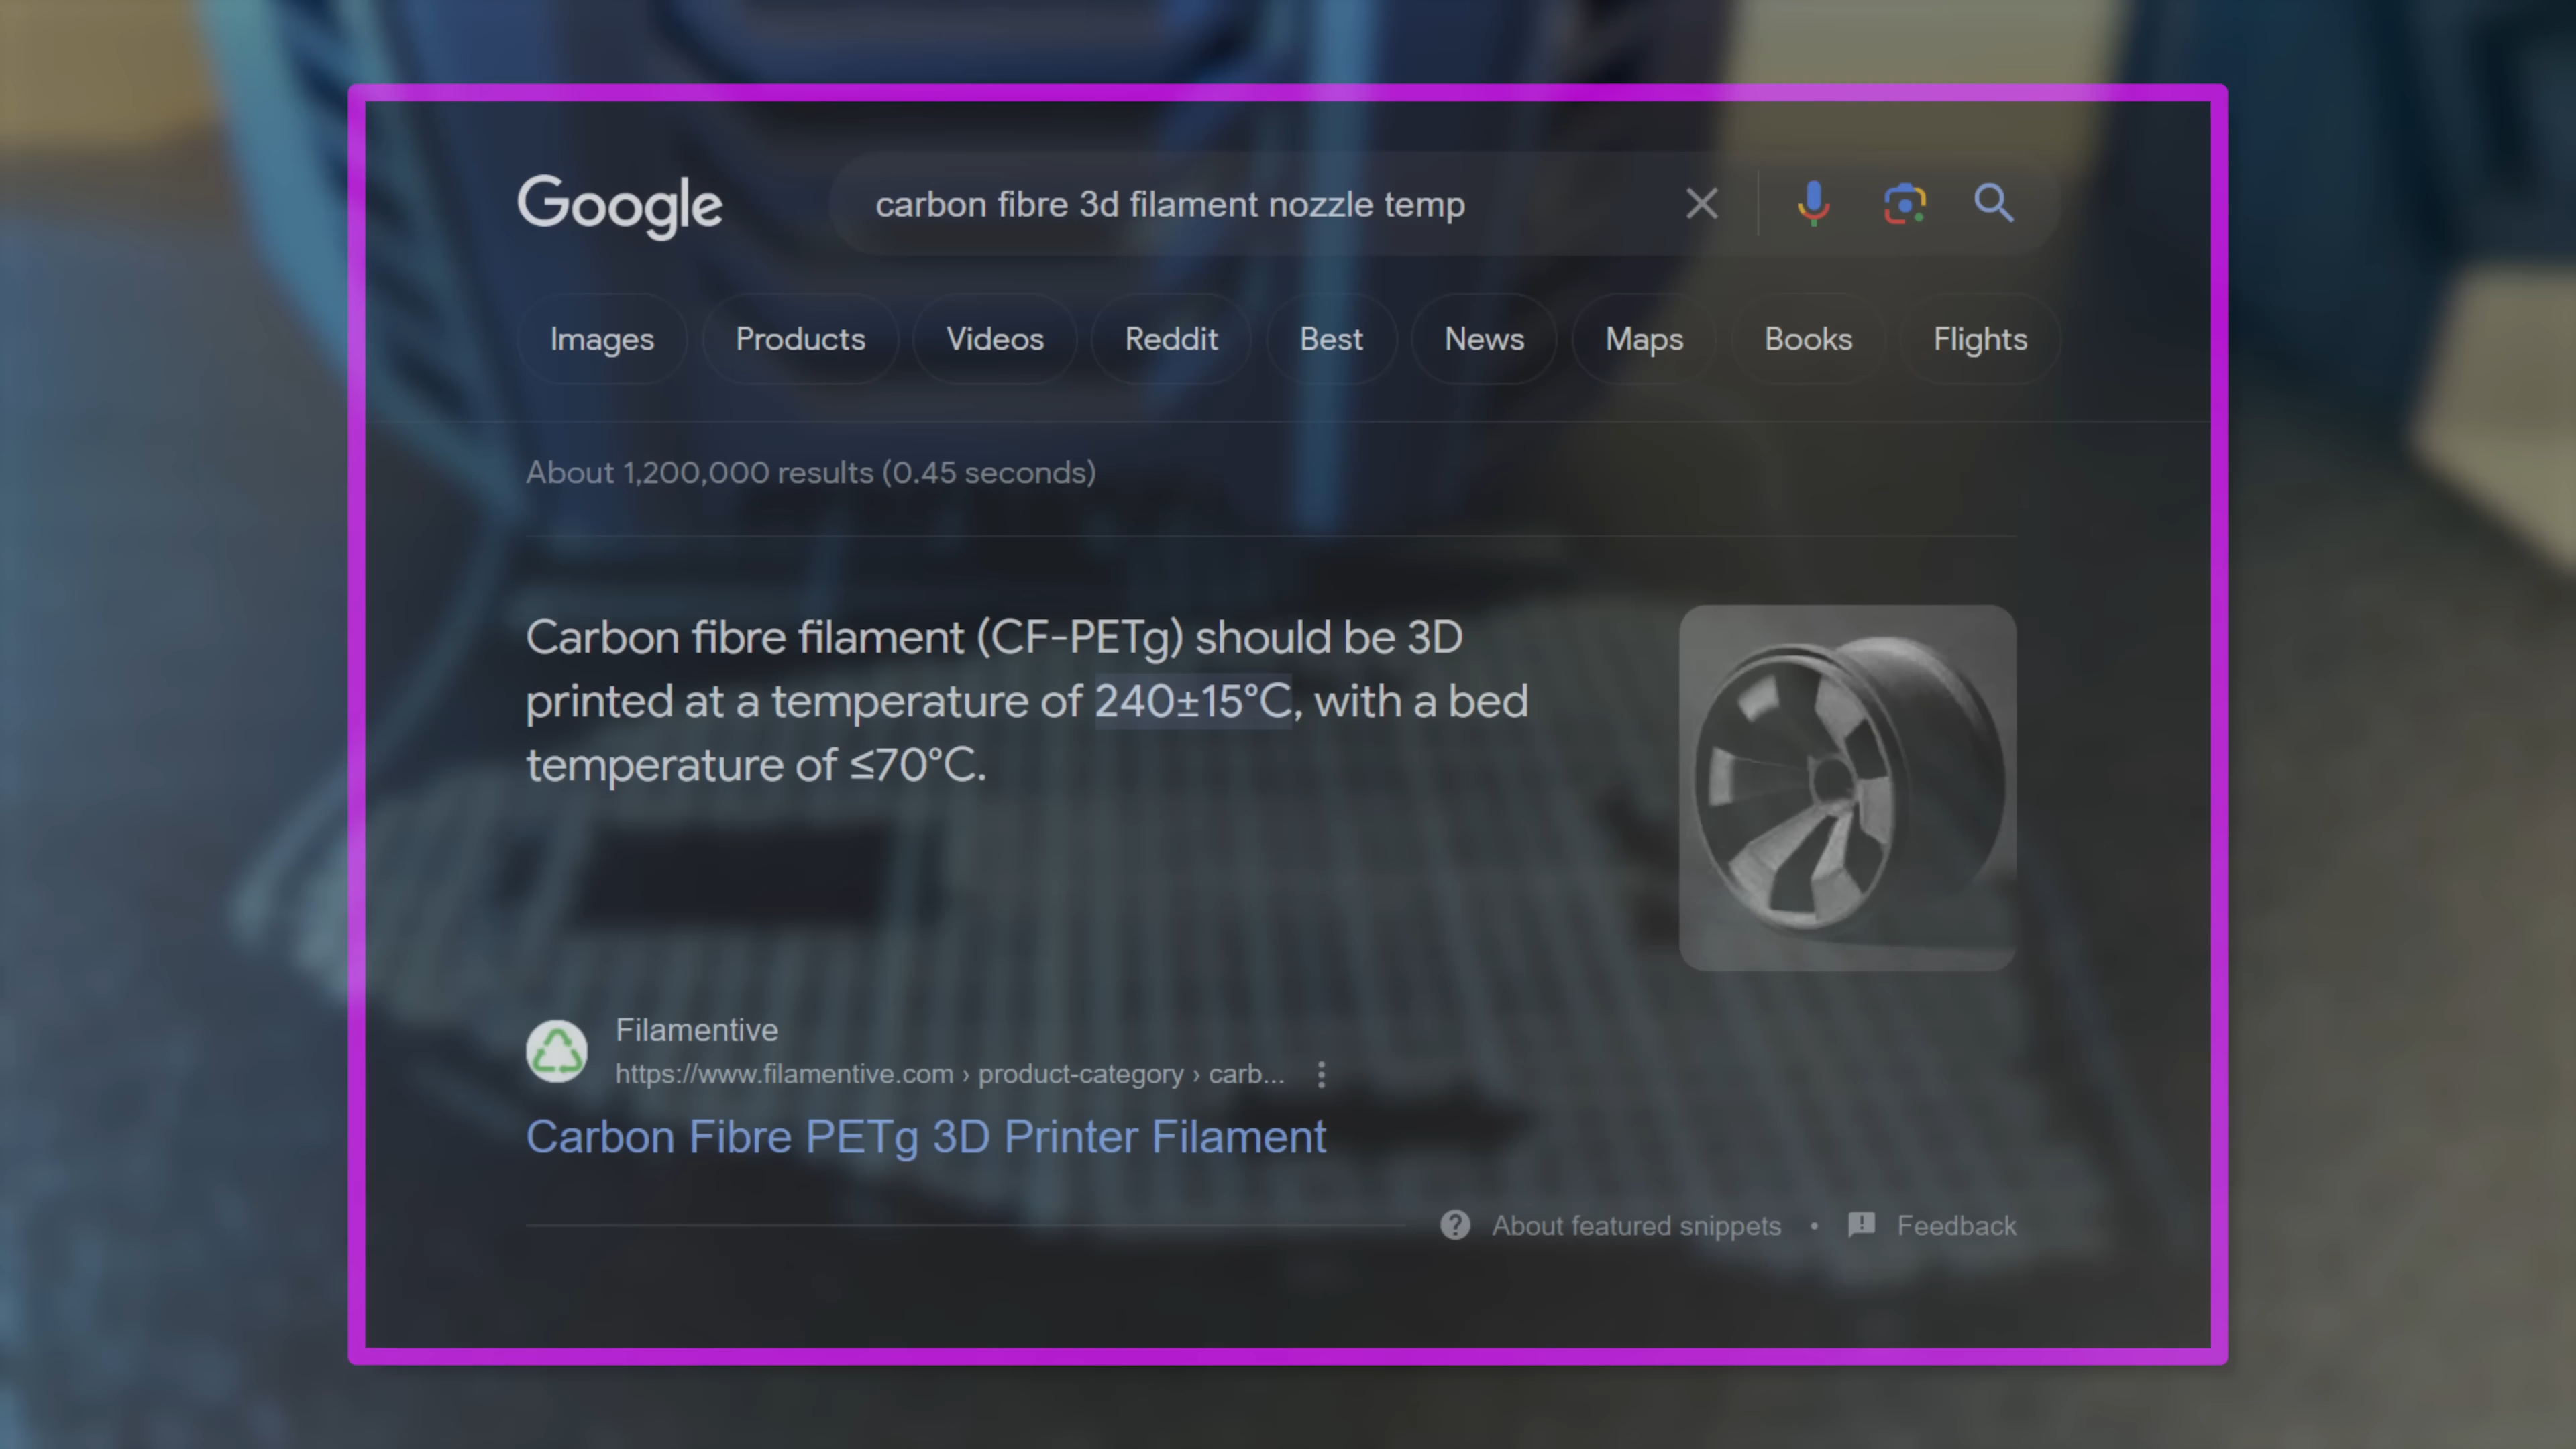 Google
carbon fibre 3d filament nozzle temp
Images Products Videos Reddit Best News Maps Books Flights
About 1,200,000 results (0.45 seconds)
Carbon fibre filament (CF-PETg) should be 3D
printed at a temperature of 240±15°C, with a bed
temperature of ≤70°C.
Filamentive
https://www.filamentive.com › product-category › carb...
Carbon Fibre PETg 3D Printer Filament
About featured snippets • Feedback